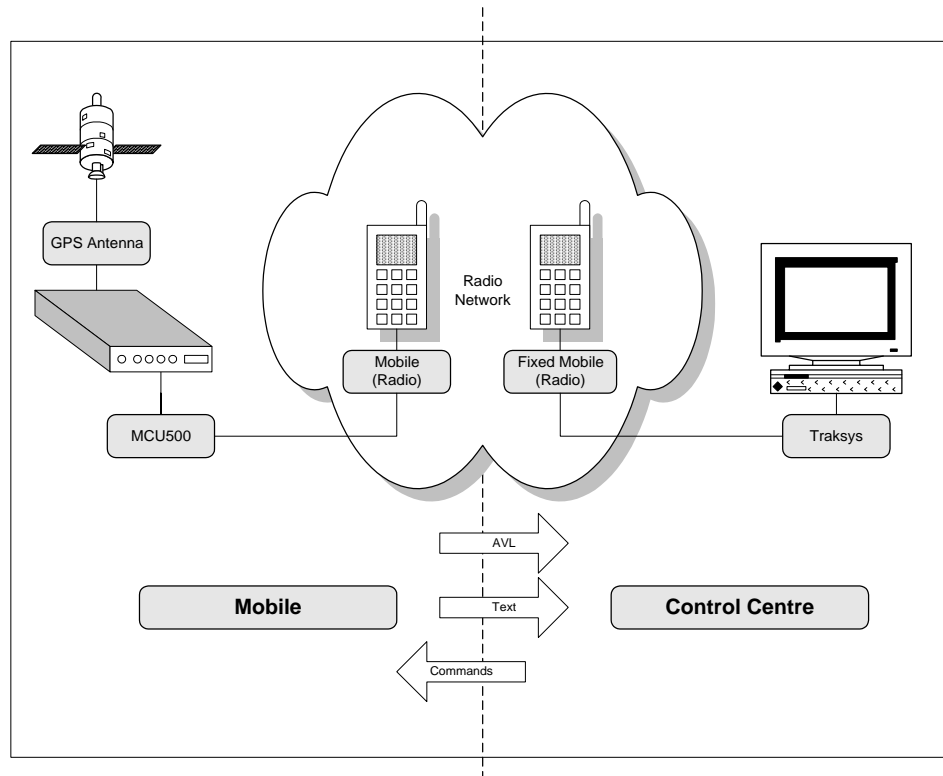 GPS Antenna
Radio
Network
Mobile
(Radio)
Fixed Mobile
(Radio)
MCU500
Traksys
AVL
Mobile
Text
Control Centre
Commands